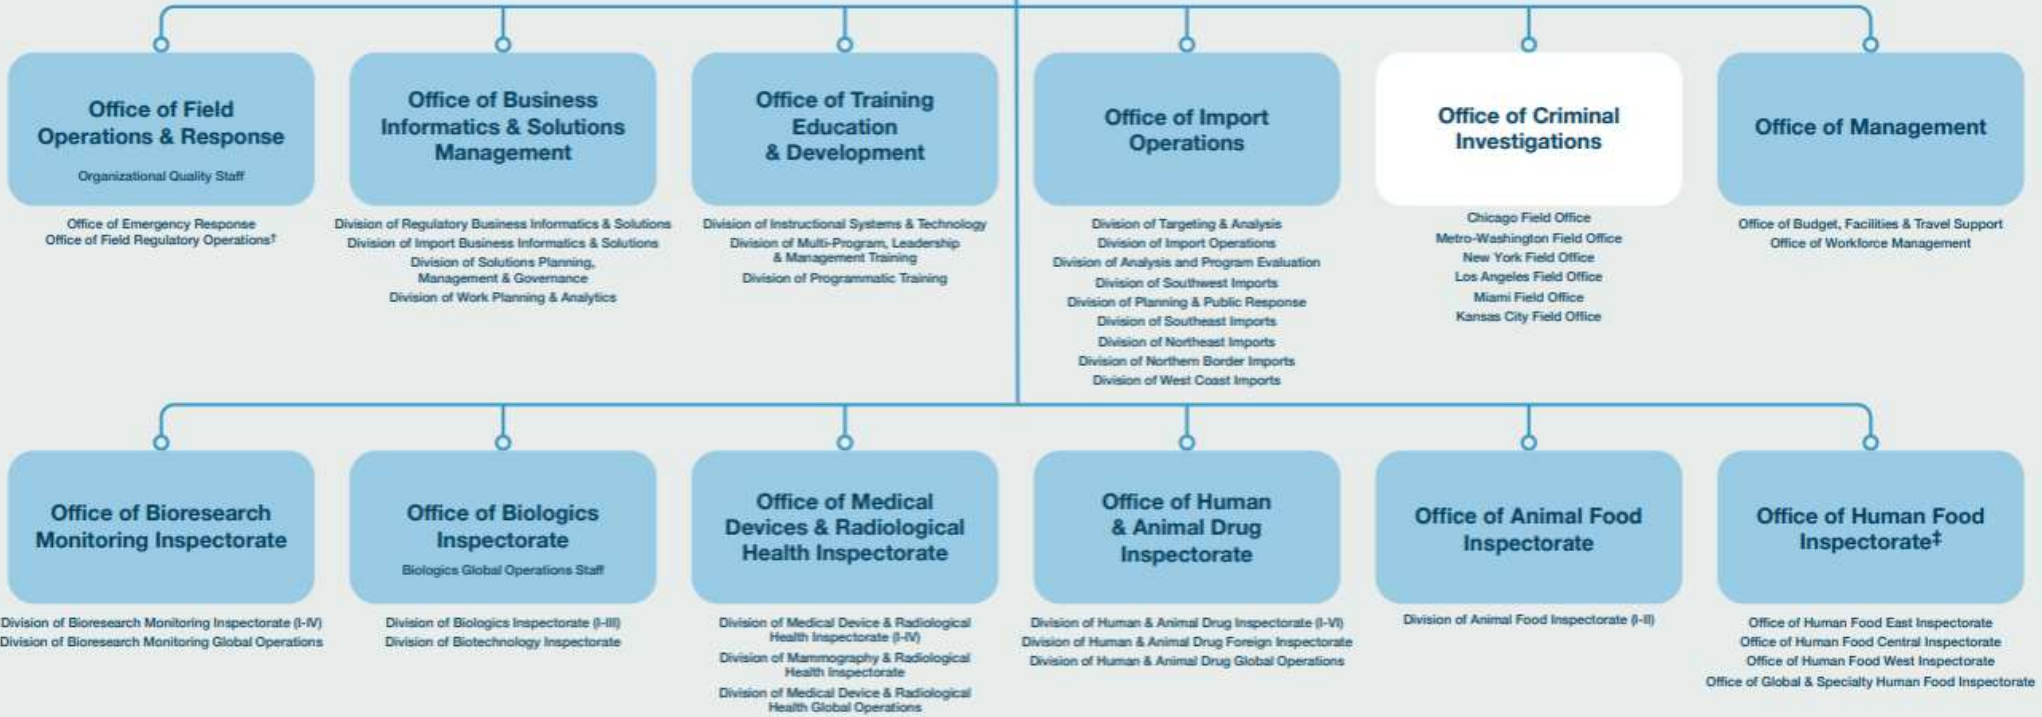 Office of Field
Operations & Response
Organizational Quality Staff
Office of Emergency Response
Office of Field Regulatory Operations†
Office of Business
Informatics & Solutions
Management
Division of Regulatory Business Informatics & Solutions
Division of Import Business Informatics & Solutions
Division of Solutions Planning,
Management & Governance
Division of Work Planning & Analytics
Office of Training
Education
& Development
Division of Instructional Systems & Technology
Division of Multi-Program, Leadership
& Management Training
Division of Programmatic Training
Office of Import
Operations
Division of Targeting & Analysis
Division of Import Operations
Division of Analysis and Program Evaluation
Division of Southwest Imports
Division of Planning & Public Response
Division of Southeast Imports
Division of Northeast Imports
Division of Northern Border Imports
Division of West Coast Imports
Office of Criminal
Investigations
Chicago Field Office
Metro-Washington Field Office
New York Field Office
Los Angeles Field Office
Miami Field Office
Kansas City Field Office
Office of Management
Office of Budget, Facilities & Travel Support
Office of Workforce Management
Office of Bioresearch
Monitoring Inspectorate
Division of Bioresearch Monitoring Inspectorate (I-IV)
Division of Bioresearch Monitoring Global Operations
Office of Biologics
Inspectorate
Biologics Global Operations Staff
Division of Biologics Inspectorate (I-III)
Division of Biotechnology Inspectorate
Office of Medical
Devices & Radiological
Health Inspectorate
Division of Medical Device & Radiological
Health Inspectorate (I-IV)
Division of Mammography & Radiological
Health Inspectorate
Division of Medical Device & Radiological
Health Global Operations
Office of Human
& Animal Drug
Inspectorate
Division of Human & Animal Drug Inspectorate (I-VI)
Division of Human & Animal Drug Foreign Inspectorate
Division of Human & Animal Drug Global Operations
Office of Animal Food
Inspectorate
Division of Animal Food Inspectorate (I-II)
Office of Human Food
Inspectorate‡
Office of Human Food East Inspectorate
Office of Human Food Central Inspectorate
Office of Human Food West Inspectorate
Office of Global & Specialty Human Food Inspectorate